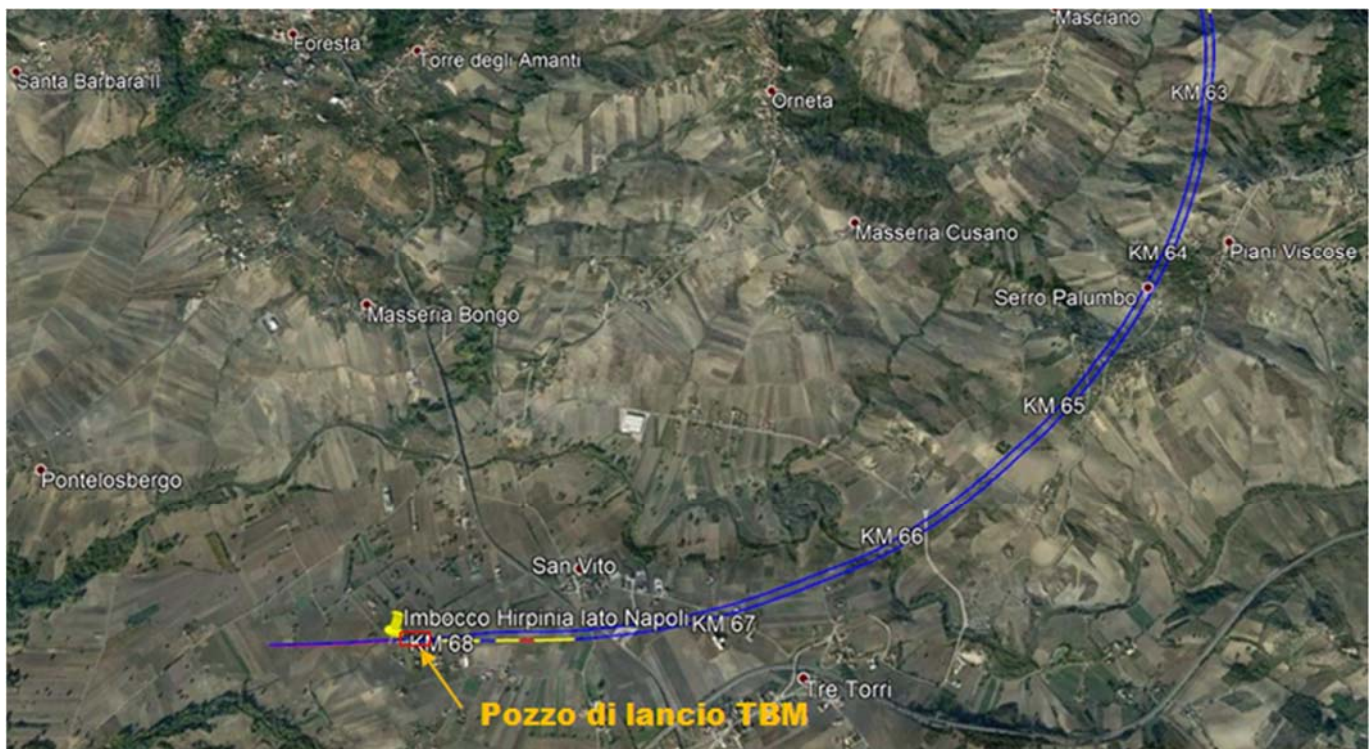 Masciano
Foresta
Torre degli Amanti
Santa Barbara II
Orneta
KM 63
Masseria Cusano
KM 64
Piani Viscose
Serro Palumbo
Masseria Bongo
KM 65
Pontelosbergo
KM 66
San Vito
Imbocco Hirpinia lato Napoli
KM 67
KM 68
Tre Torri
Pozzo di lancio TBM